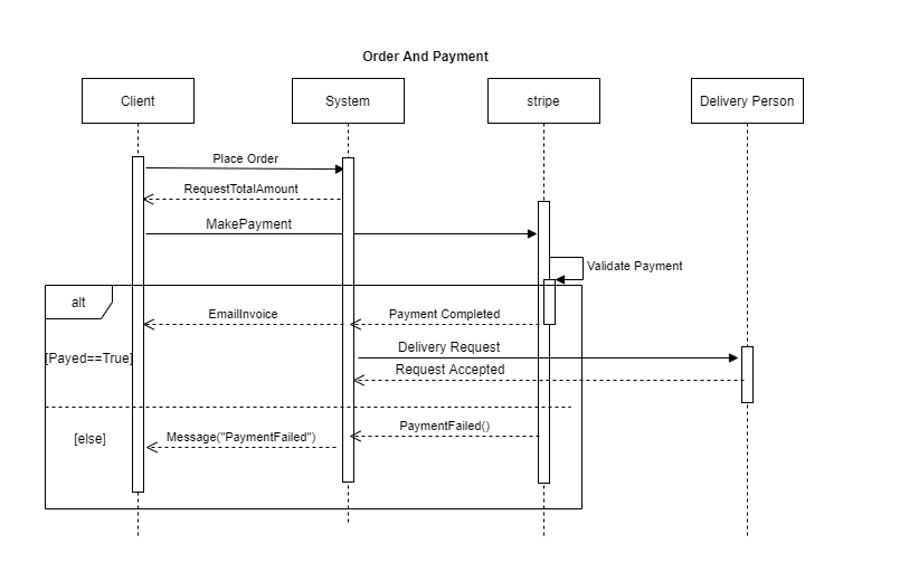 Order And Payment
Client
System
stripe
Delivery Person
Place Order
RequestTotalAmount
MakePayment
Validate Payment
alt
EmailInvoice
Payment Completed
Delivery Request
[Payed==True]
Request Accepted
PaymentFailed()
[else]
Message("PaymentFailed")